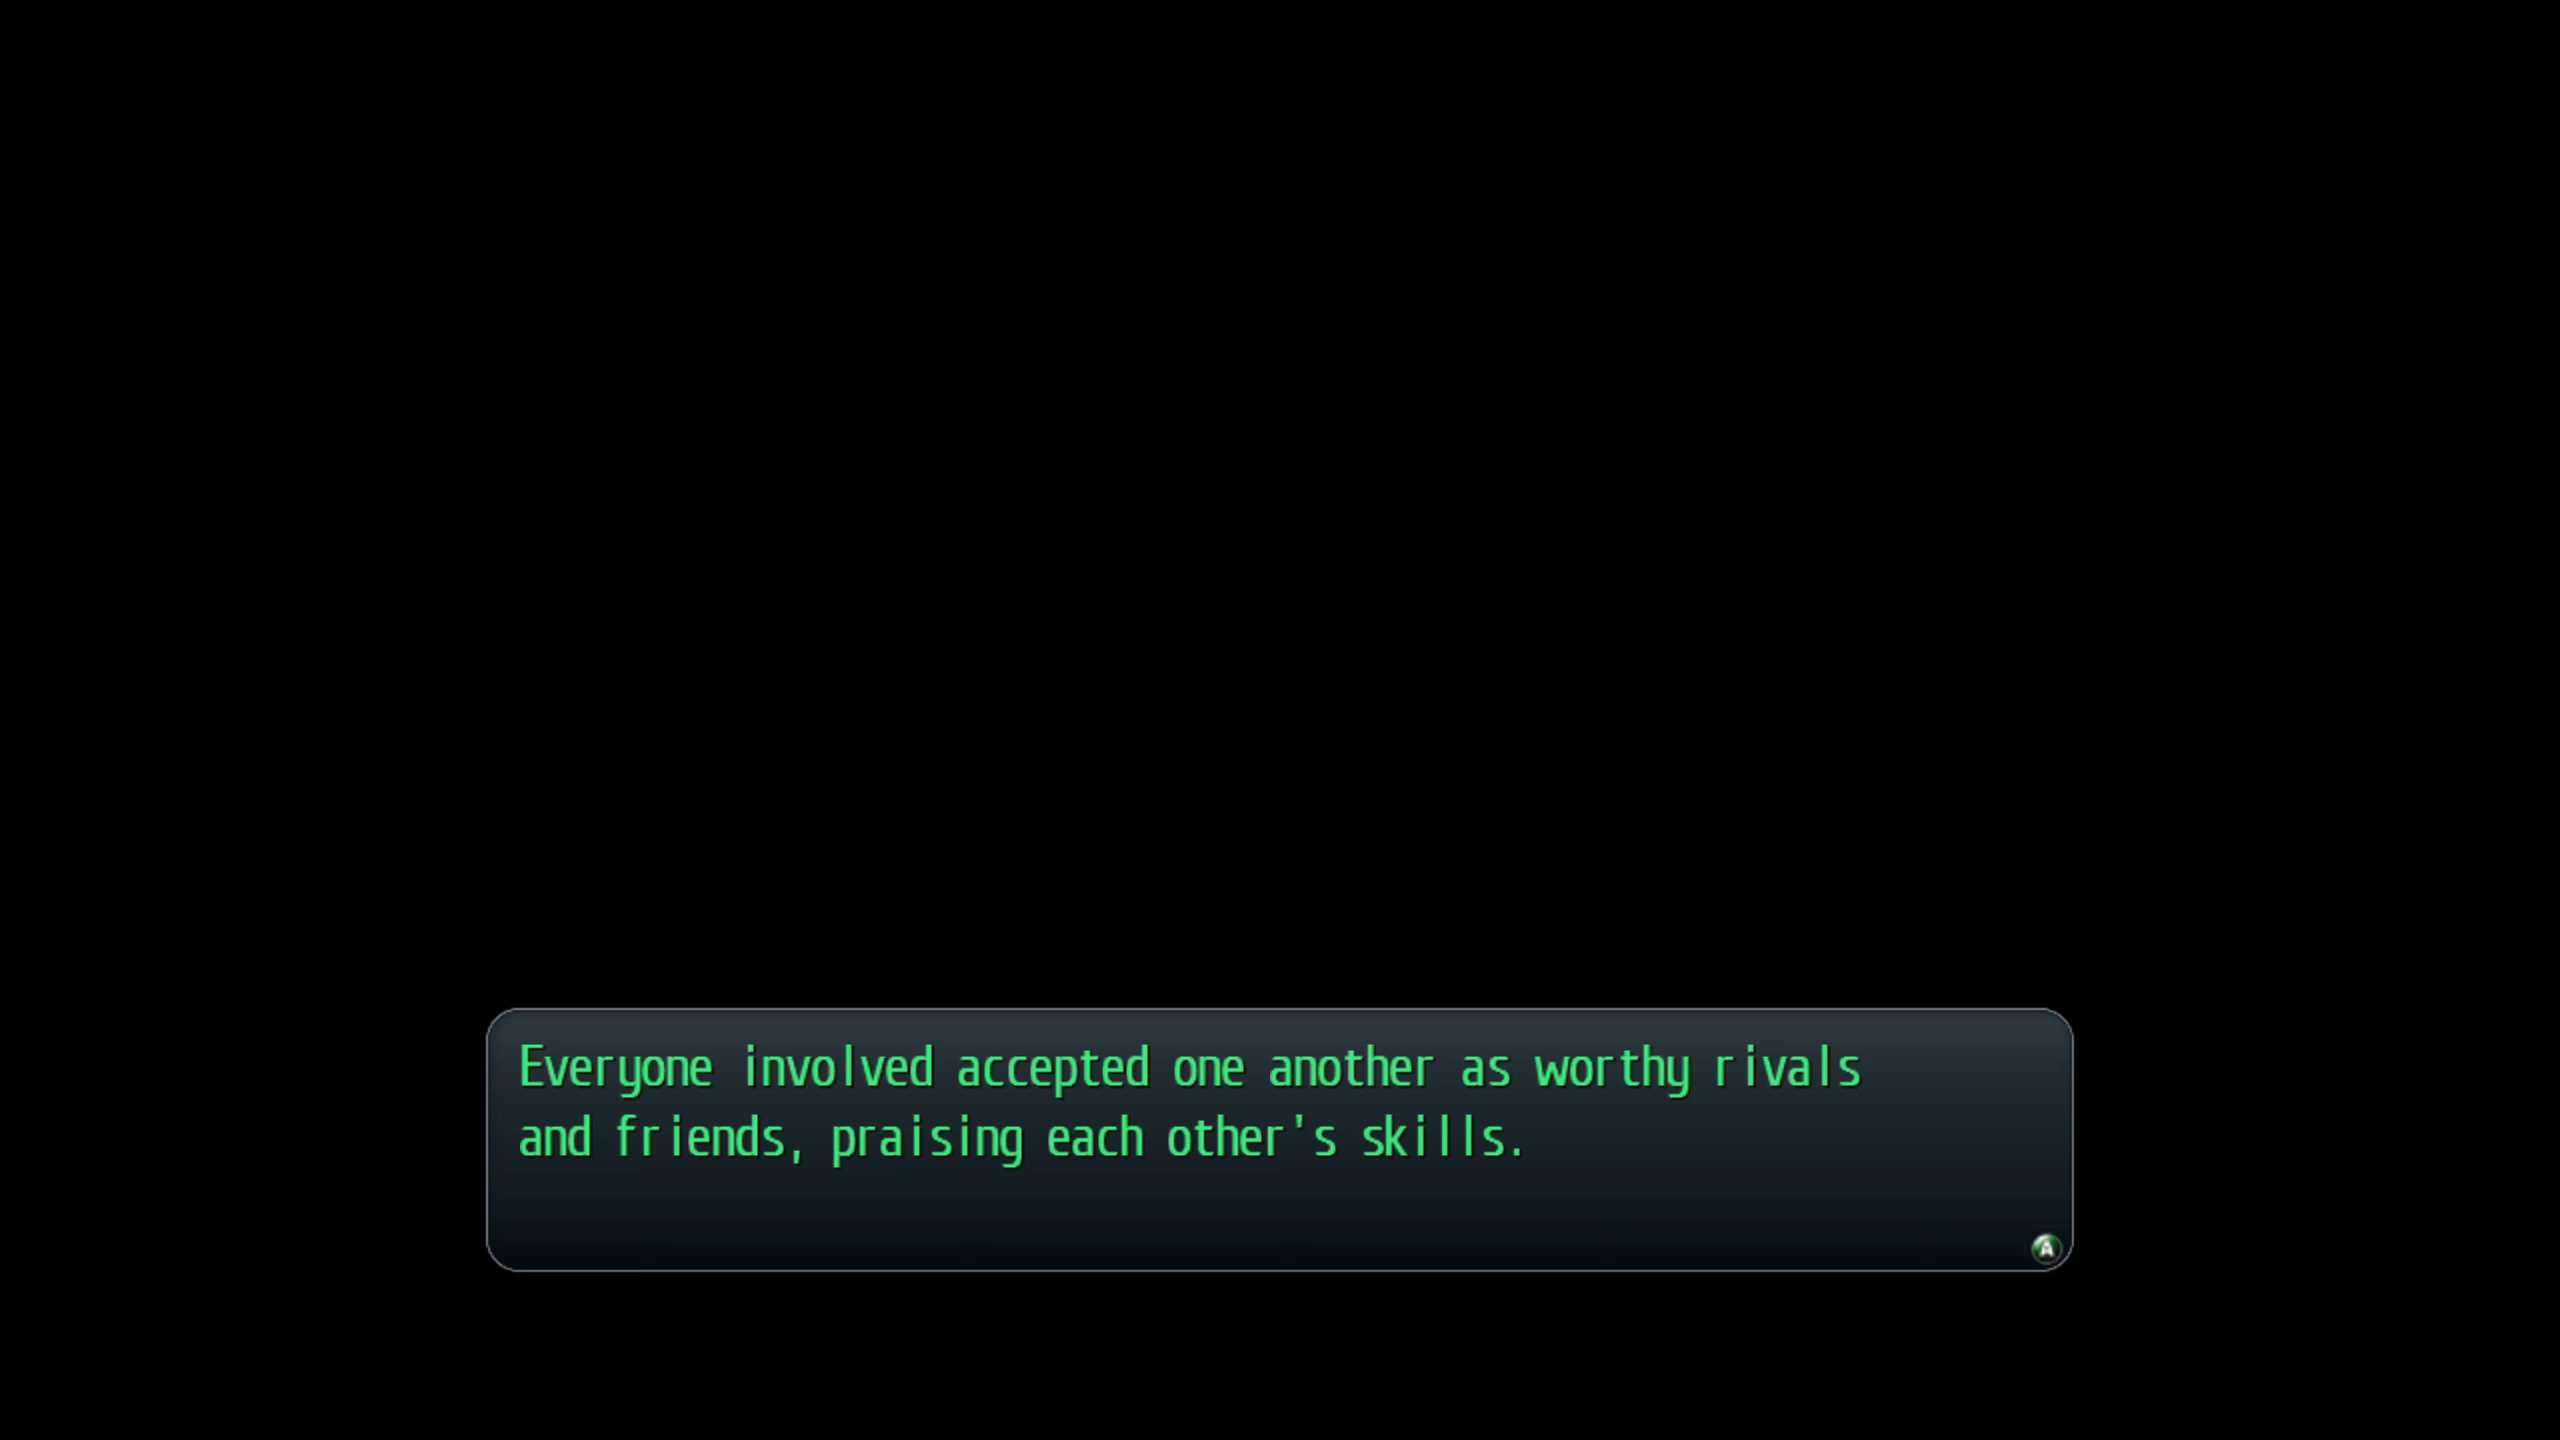 Everyone involved accepted one another as worthy rivals
and friends, praising each other's skills.
A